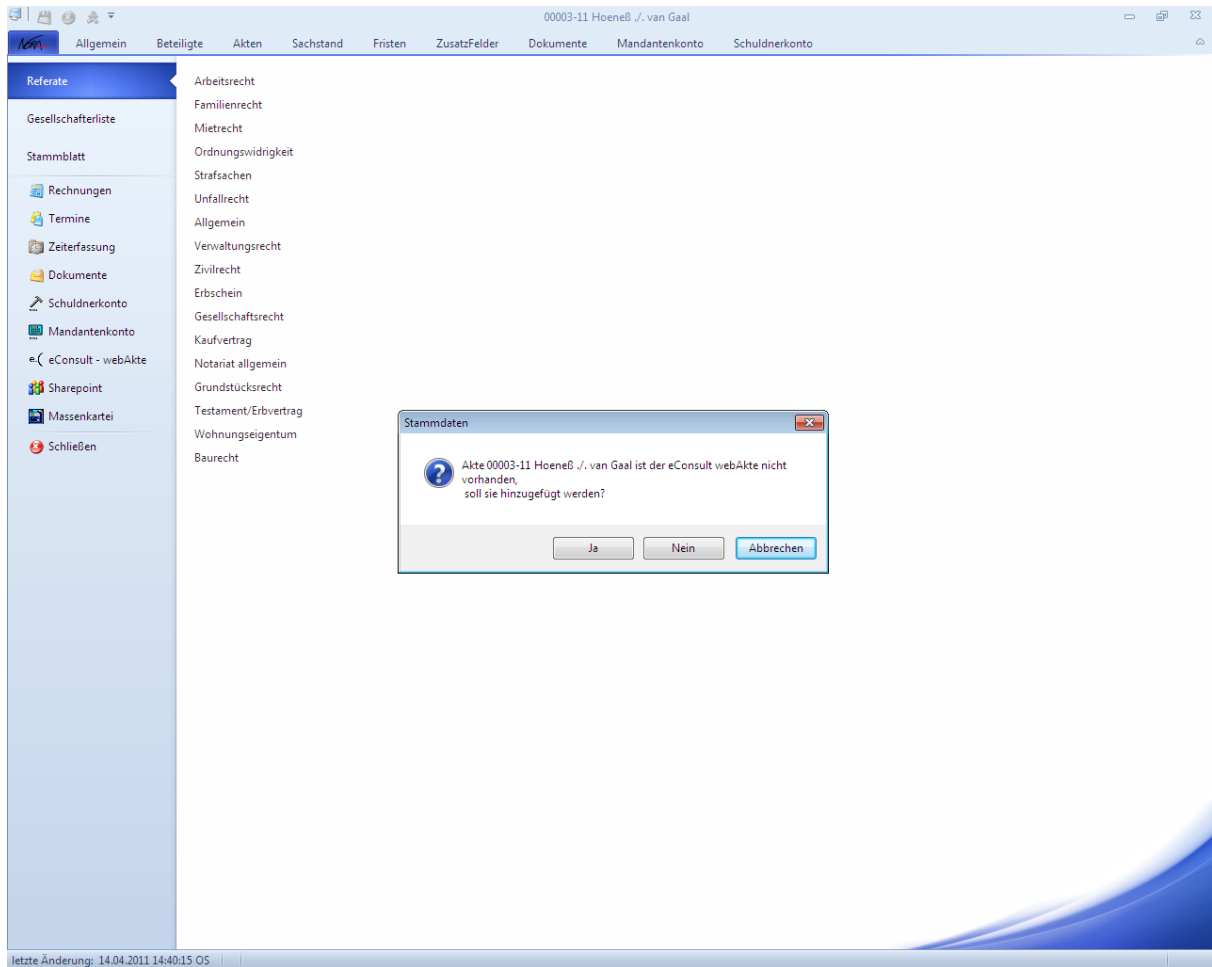 00003-11 Hoeneß ./. van Gaal
Nora Allgemein Beteiligte Akten Sachstand Fristen ZusatzFelder Dokumente Mandantenkonto Schuldnerkonto
Referate
Gesellschafterliste
Stammblatt
Rechnungen
Termine
Zeiterfassung
Dokumente
Schuldnerkonto
Mandantenkonto
e.( eConsult - webAkte
Sharepoint
Massenkartei
Schließen
Arbeitsrecht
Familienrecht
Mietrecht
Ordnungswidrigkeit
Strafsachen
Unfallrecht
Allgemein
Verwaltungsrecht
Zivilrecht
Erbschein
Gesellschaftsrecht
Kaufvertrag
Notariat allgemein
Grundstücksrecht
Testament/Erbvertrag
Wohnungseigentum
Baurecht
Stammdaten
Akte 00003-11 Hoeneß ./. van Gaal ist der eConsult webAkte nicht
vorhanden,
soll sie hinzugefügt werden?
Ja Nein Abbrechen
letzte Änderung: 14.04.2011 14:40:15 OS